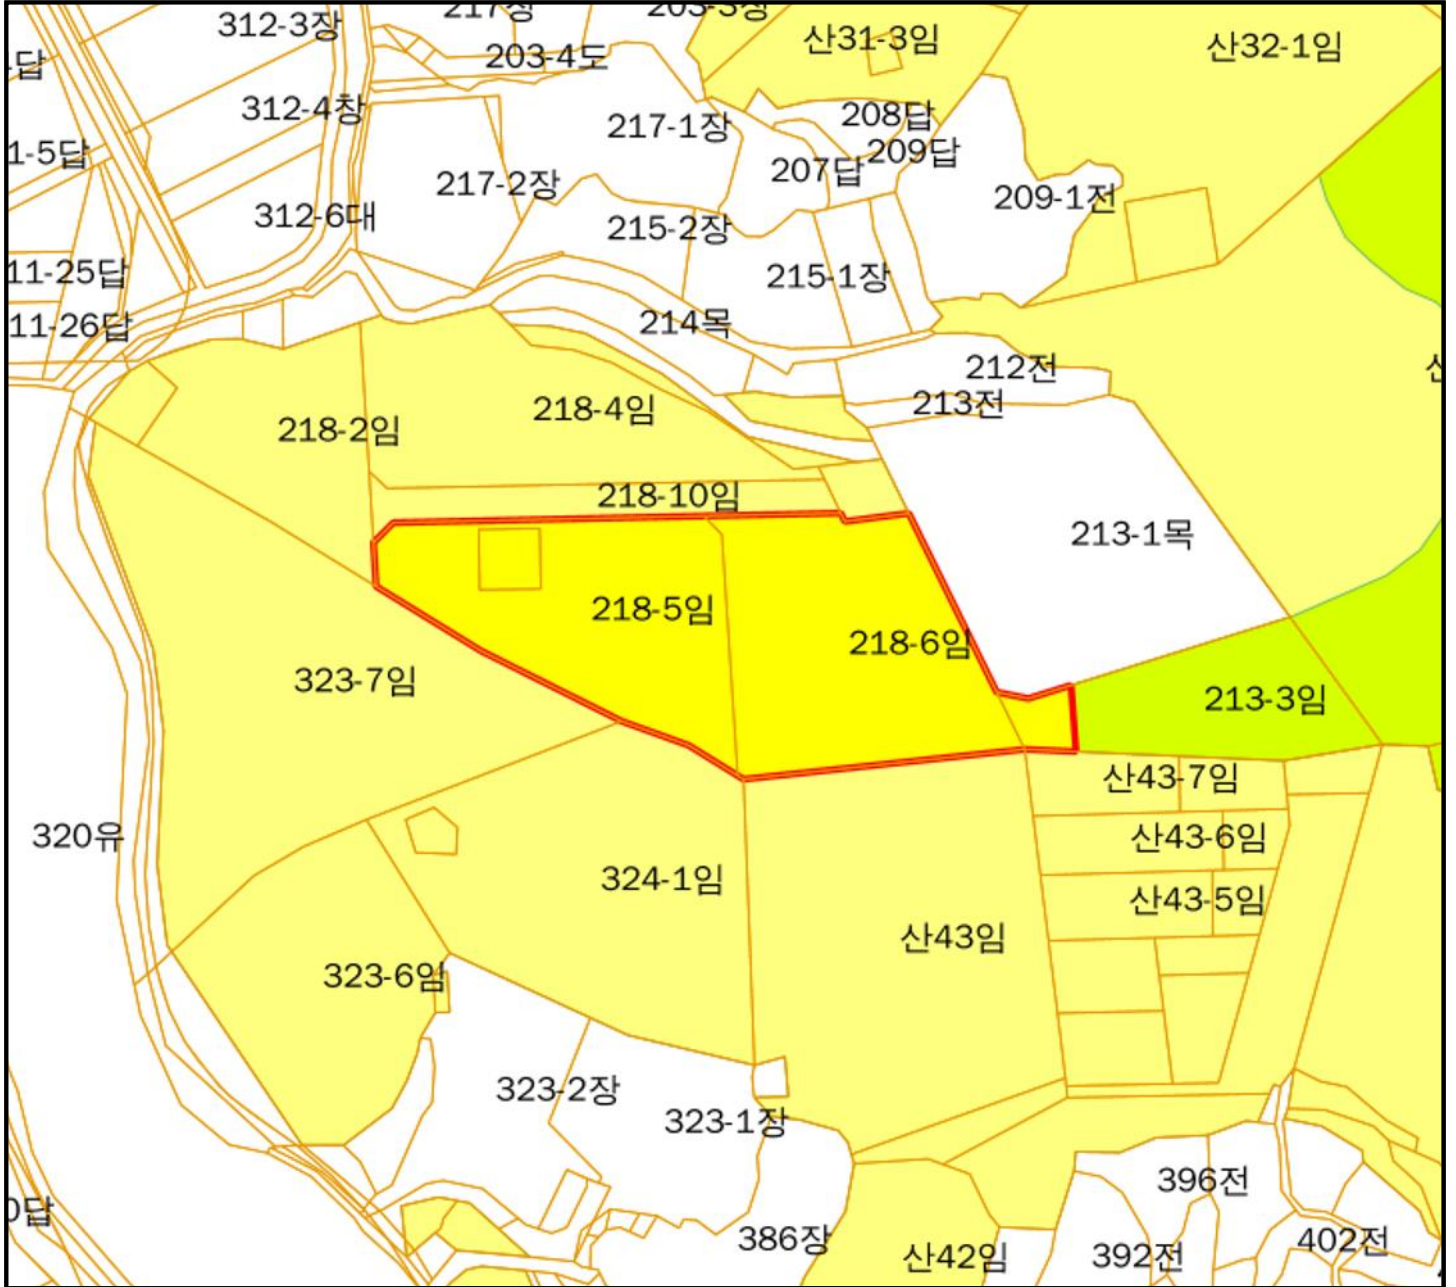 312-3장
203-4도
산31-3임
산32-1임
답
312-4창
217-1장
208답
1-5답
209답
207답
217-2장
209-1전
312-6대
215-2장
11-25답
215-1장
11-26답
214목
212전
213전
218-4임
218-2임
218-10임
213-1목
218-5임
218-6임
323-7임
213-3임
산43-7임
320유
산43-6임
324-1임
산43-5임
산43임
323-6임
323-2장
323-1장
396전
답
386장
402전
산42임
392전